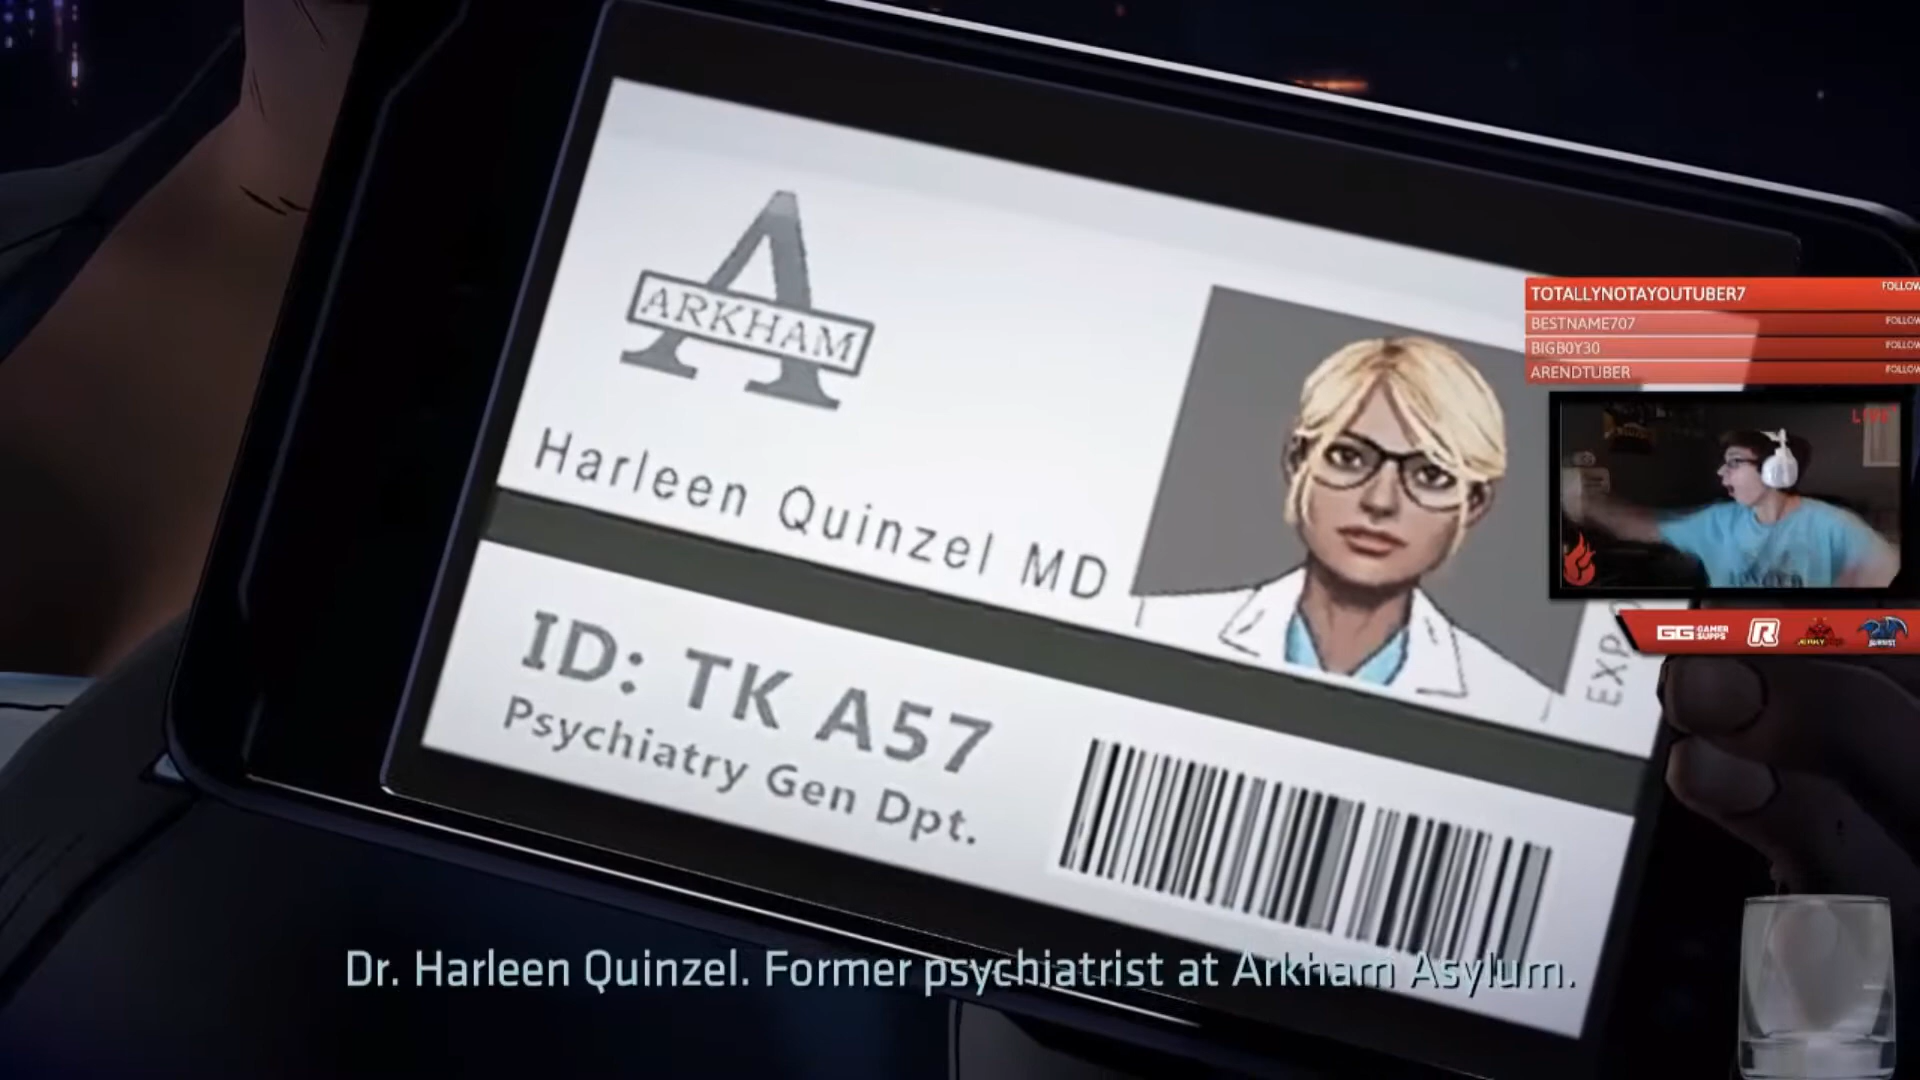 ARKHAM
Harleen Quinzel MD
ID: TK A57
Psychiatry Gen Dpt.
EXP
TOTALLYNOTAYOUTUBER7 FOLLOW
BESTNAME707 FOLLOW
BIGB0Y30 FOLLOW
ARENDTUBER FOLLOW
LIVE
GG GAMER SUPPS R JERKY
Dr. Harleen Quinzel. Former psychiatrist at Arkham Asylum.